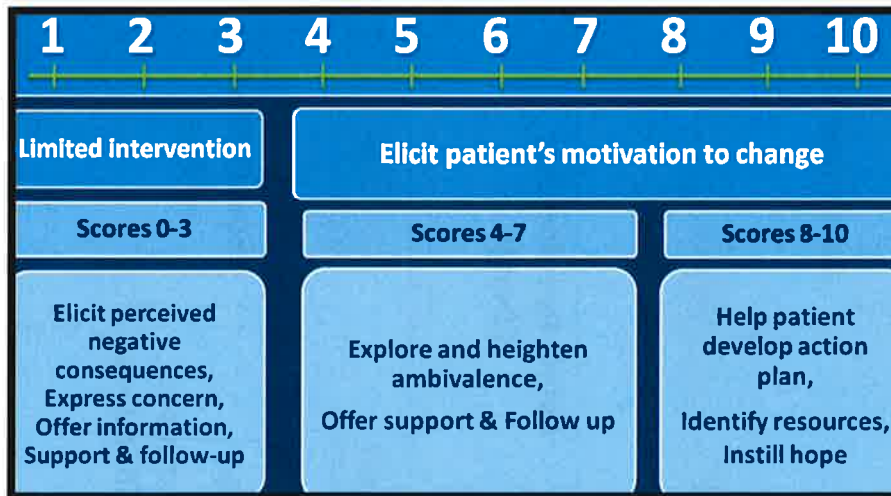 1 2 3 4 5 6 7 8 9 10
Limited intervention
Elicit patient's motivation to change
Scores 0-3
Scores 4-7
Scores 8-10
Elicit perceived
negative
consequences,
Express concern,
Offer information,
Support & follow-up
Explore and heighten
ambivalence,
Offer support & Follow up
Help patient
develop action
plan,
Identify resources,
Instill hope